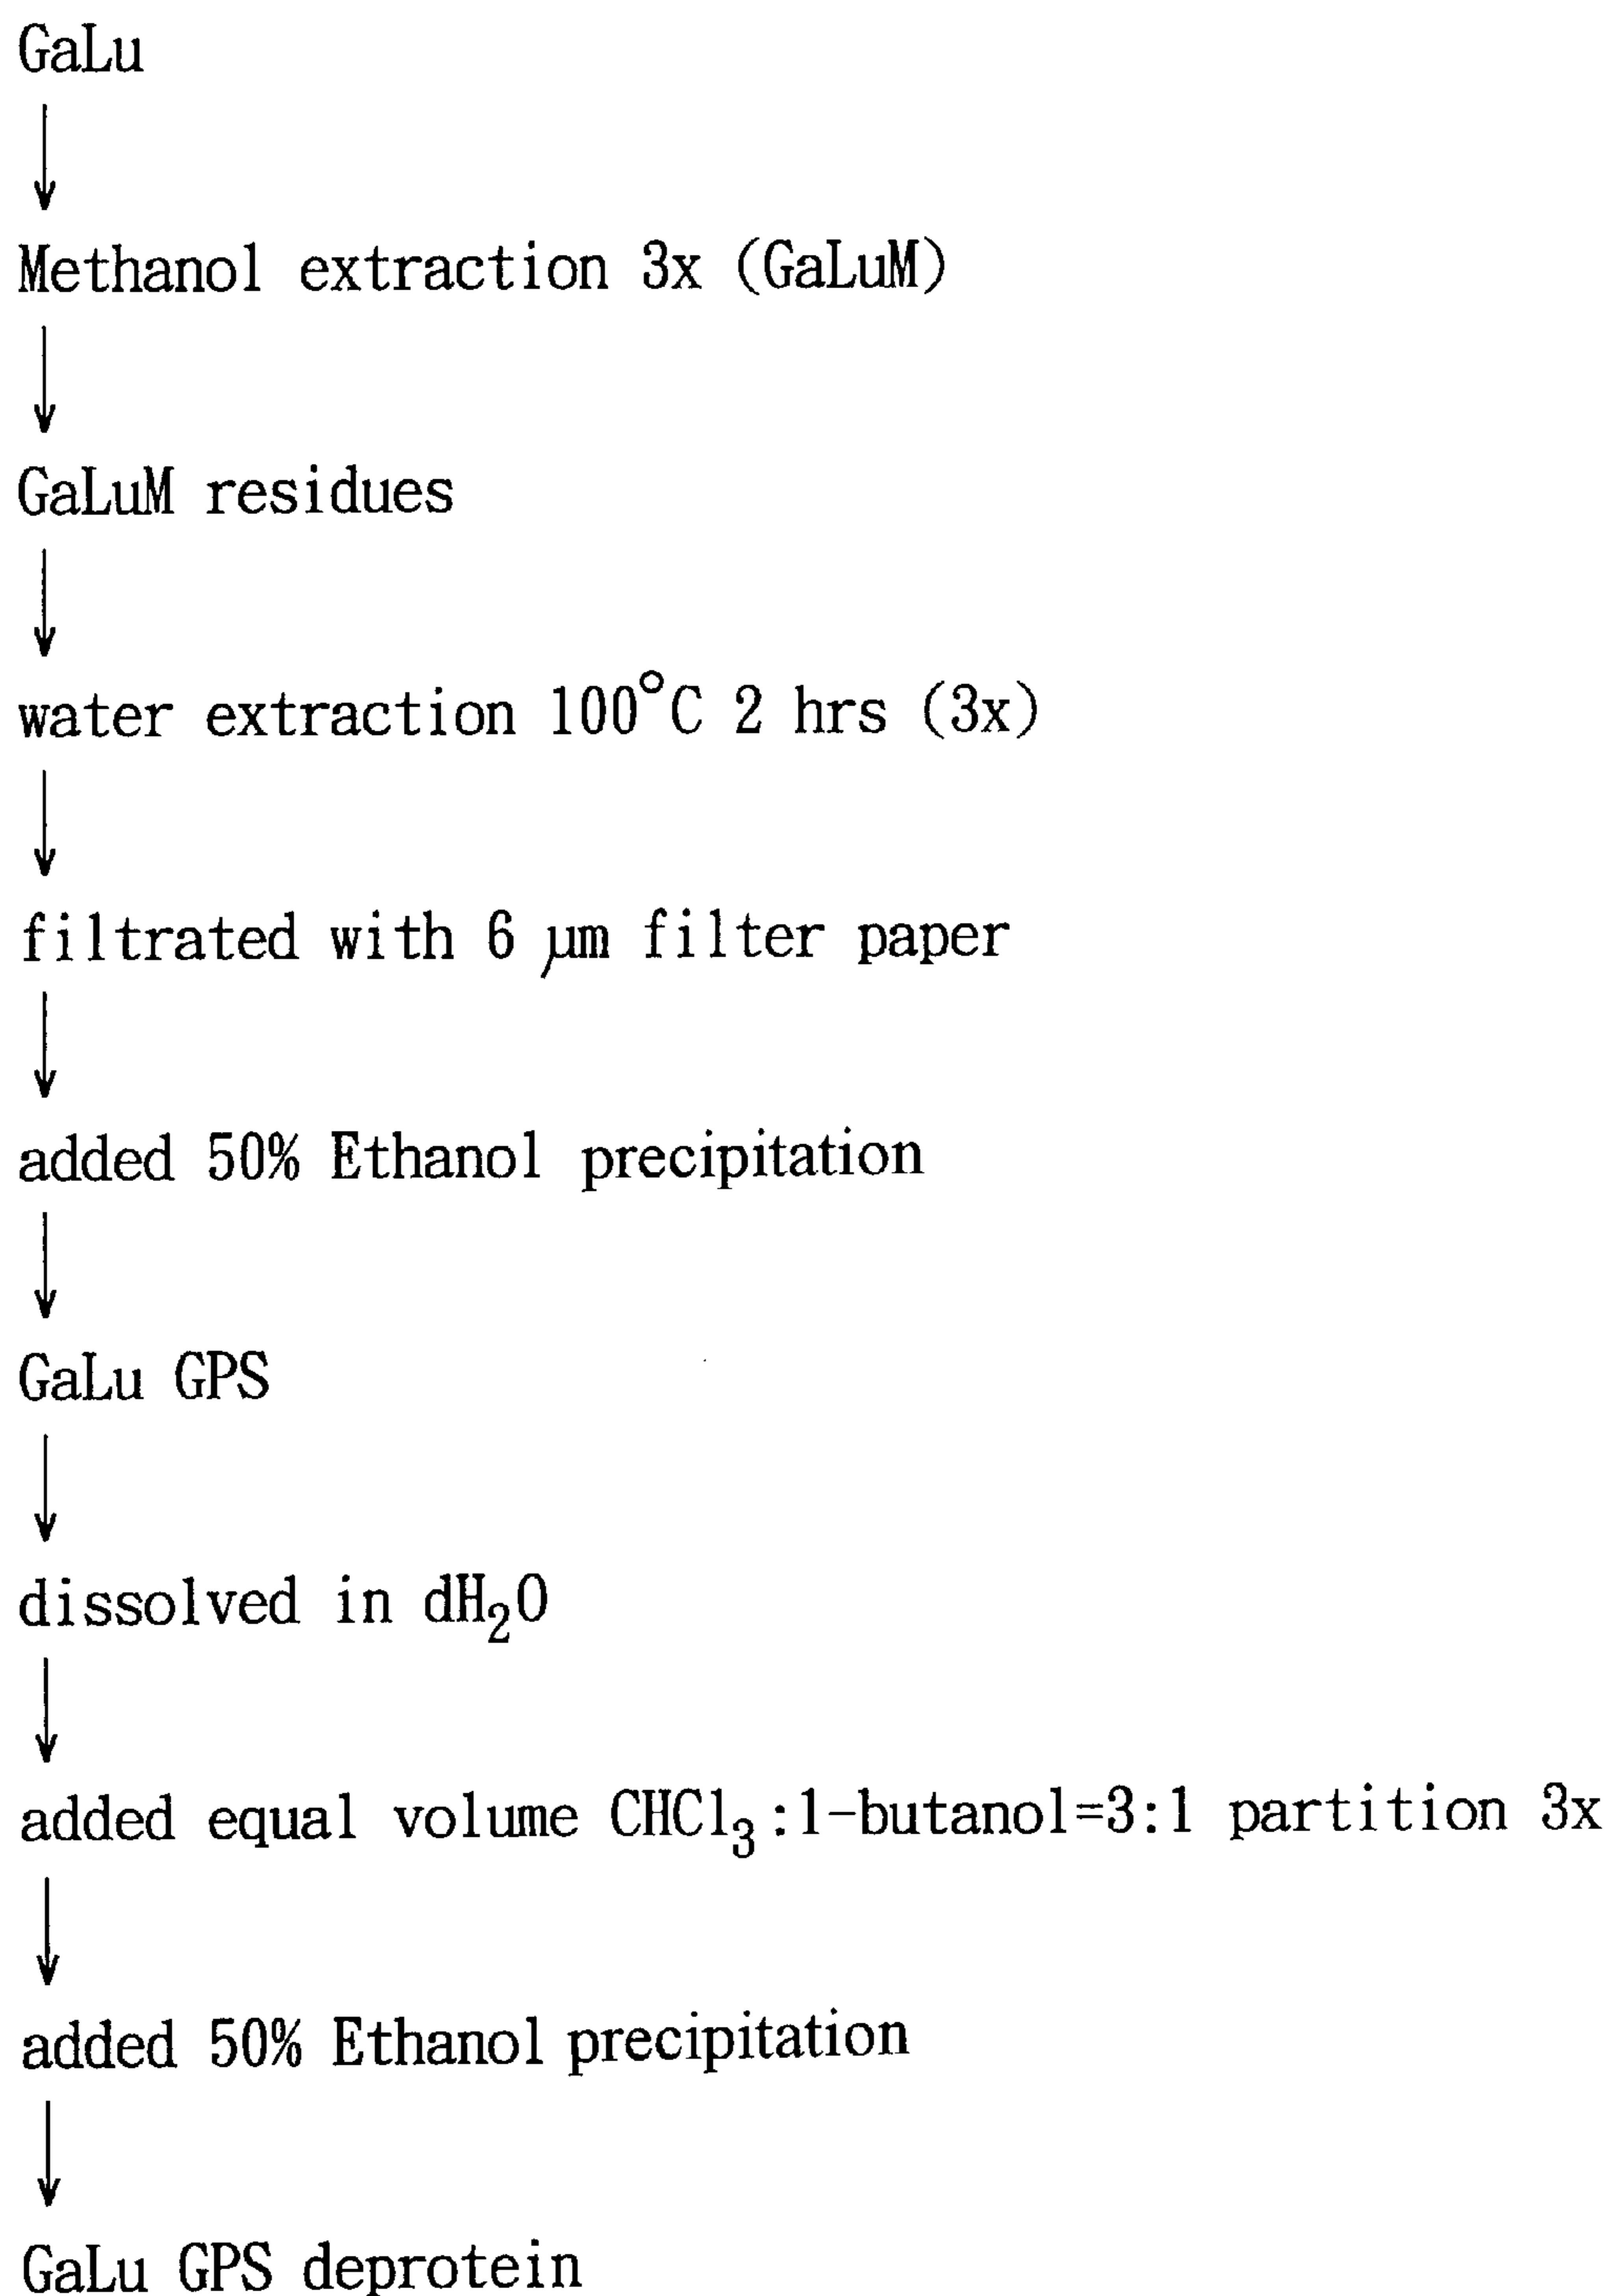 GaLu
Methanol extraction 3x (GaLuM)
GaLuM residues
water extraction 100°C 2 hrs (3x)
filtrated with 6 μm filter paper
added 50% Ethanol precipitation
GaLu GPS
dissolved in dH₂O
added equal volume CHCl₃:1-butanol=3:1 partition 3x
added 50% Ethanol precipitation
GaLu GPS deprotein